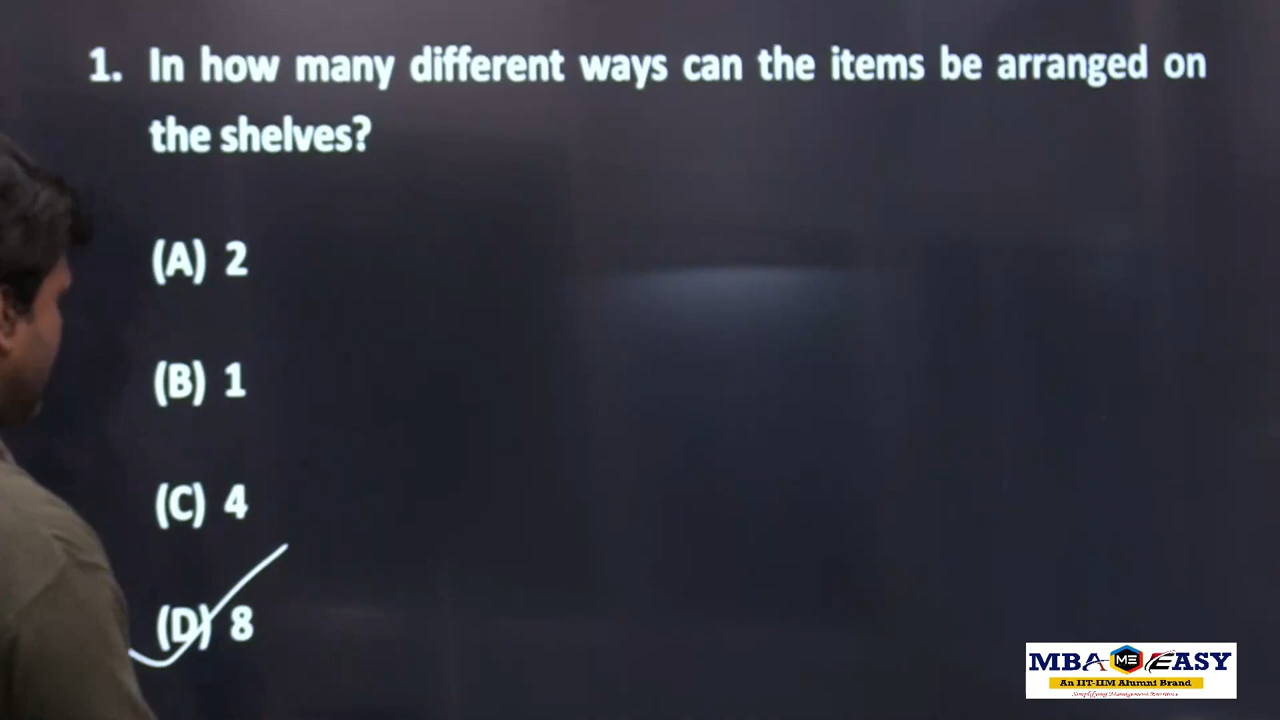 1. In how many different ways can the items be arranged on
the shelves?
(A) 2
(B) 1
(C) 4
(D) 8
MBA ME EASY
An IIT-IIM Alumni Brand